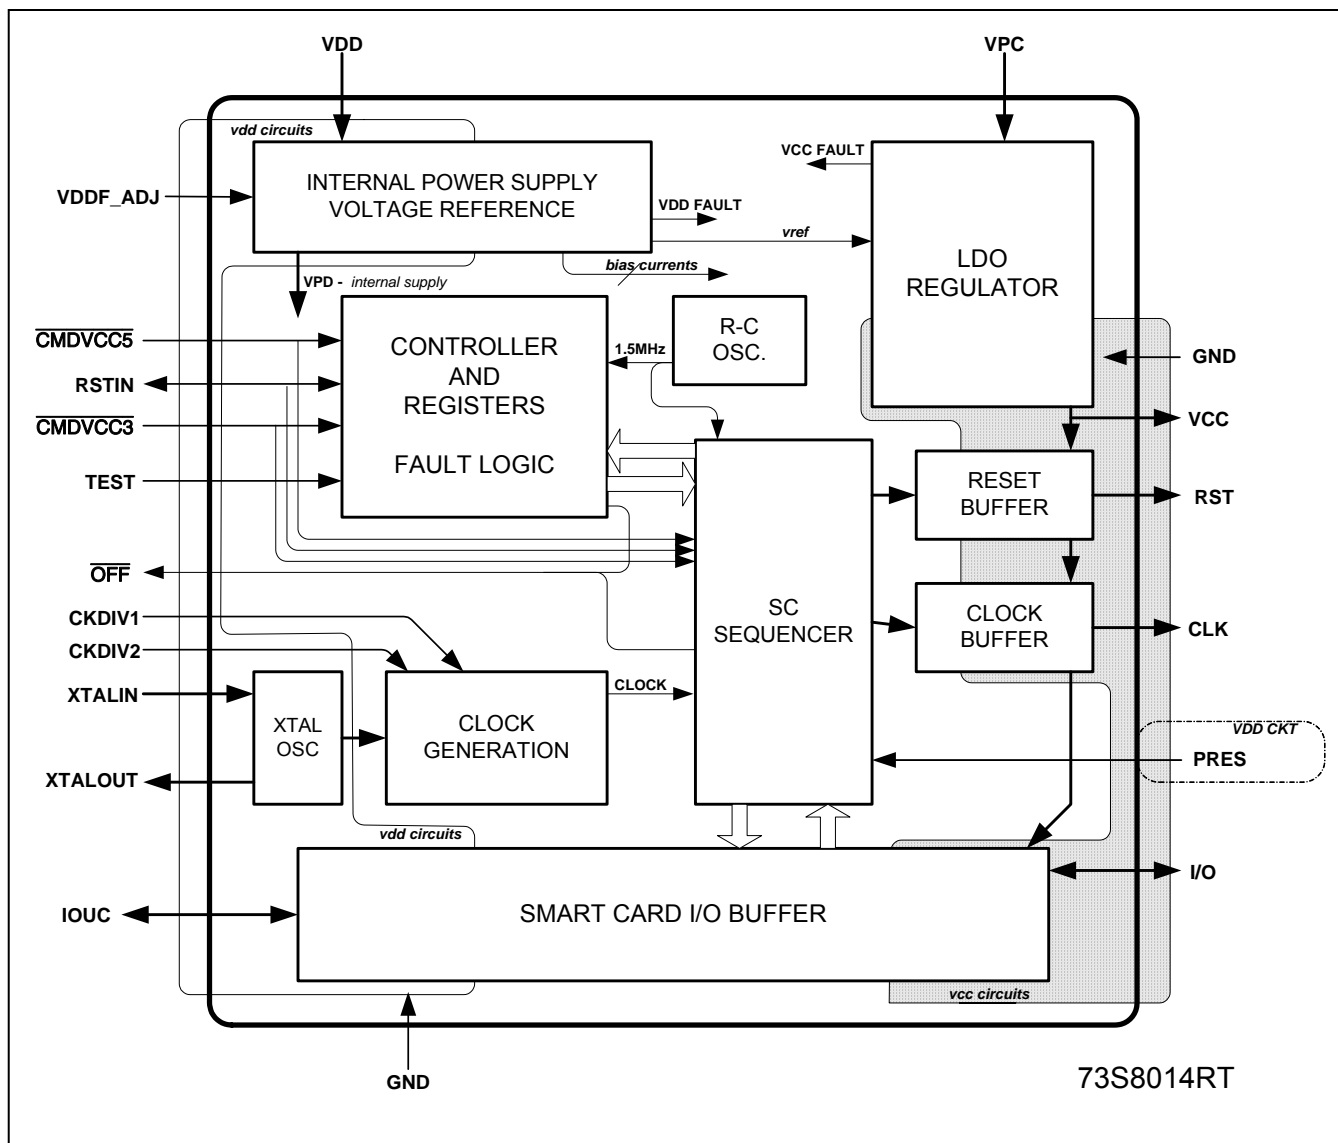 VDD
VPC
vdd circuits
VCC FAULT
INTERNAL POWER SUPPLY
VOLTAGE REFERENCE
VDDF_ADJ
VDD FAULT
vref
LDO
REGULATOR
bias currents
VPD - internal supply
CMDVCC5
RSTIN
CMDVCC3
TEST
CONTROLLER
AND
REGISTERS
FAULT LOGIC
1.5MHz
R-C
OSC.
GND
VCC
RESET
BUFFER
RST
OFF
SC
SEQUENCER
CLOCK
BUFFER
CLK
CKDIV1
CKDIV2
XTALIN
XTALOUT
XTAL
OSC
CLOCK
GENERATION
CLOCK
VDD CKT
PRES
vdd circuits
I/O
IOUC
SMART CARD I/O BUFFER
vcc circuits
GND
73S8014RT